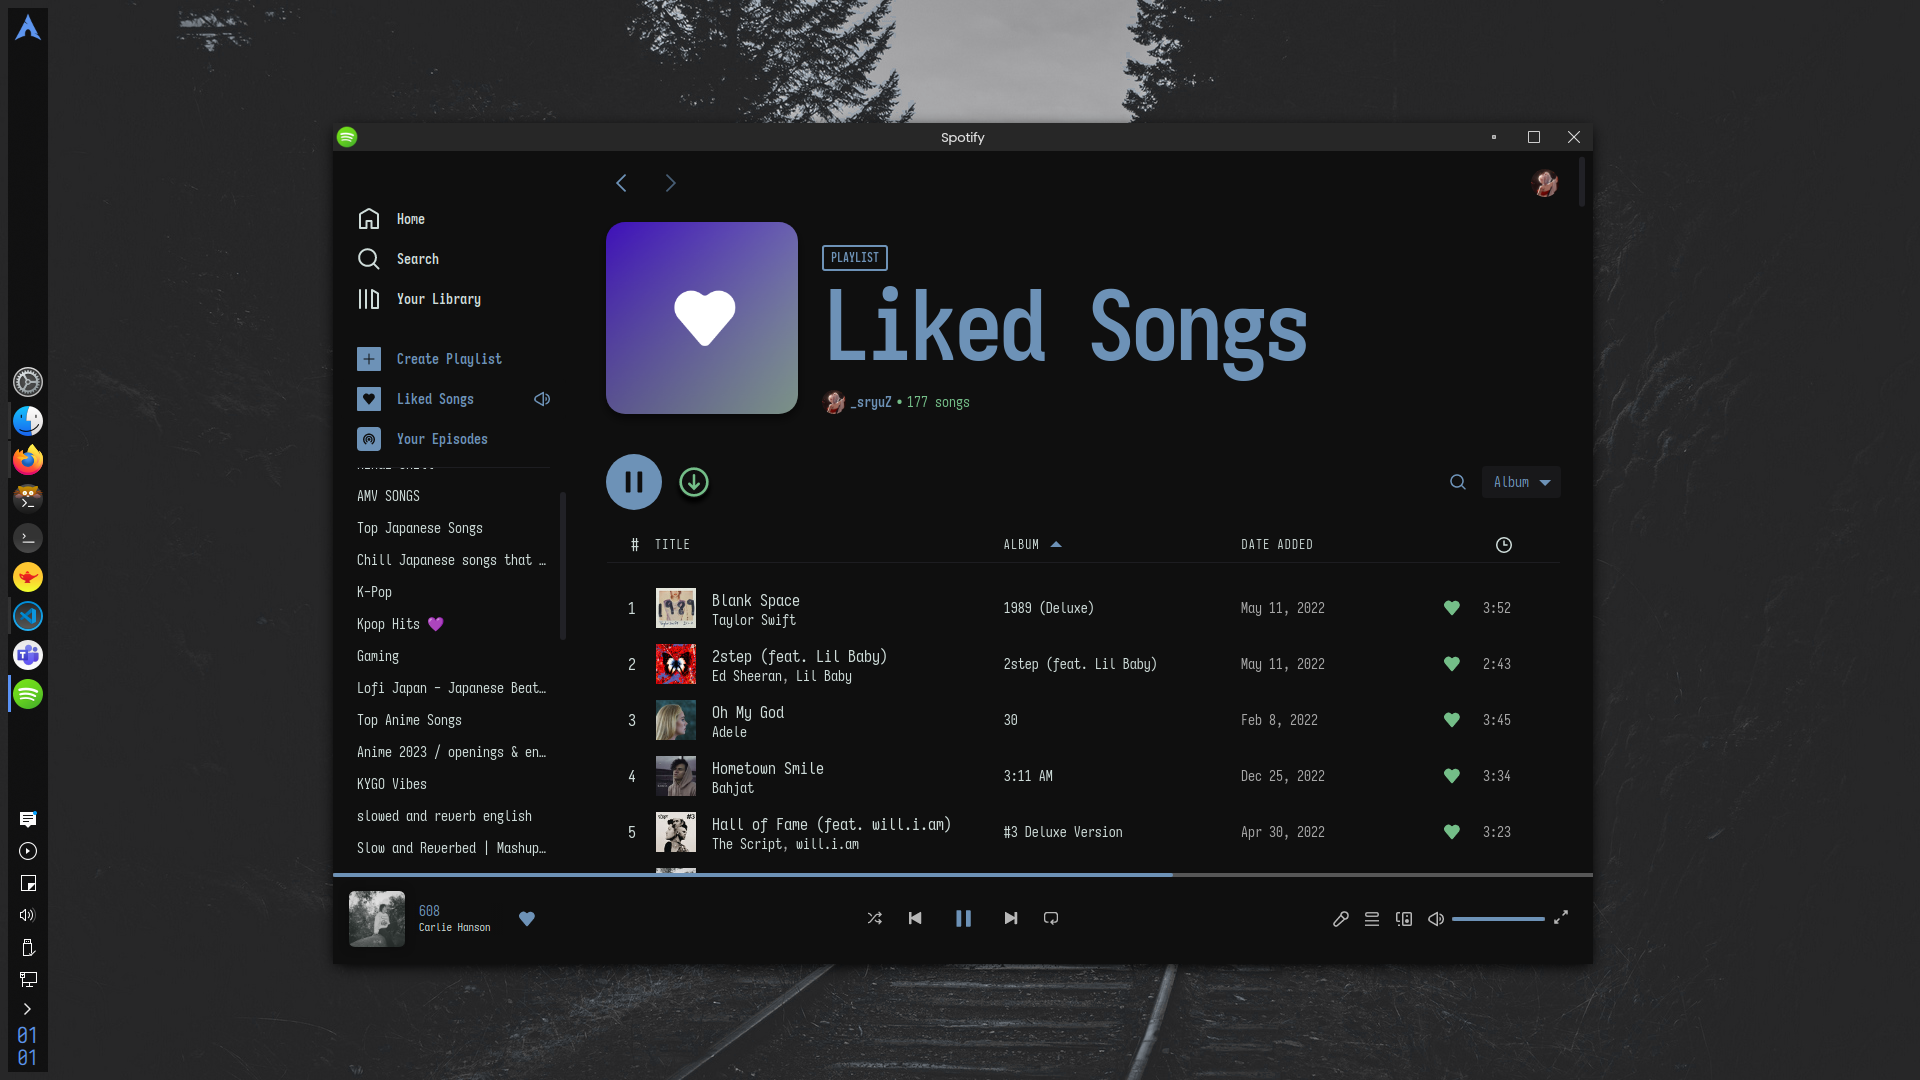 Spotify
Home
Search
Your Library
Create Playlist
Liked Songs
Your Episodes
AMV SONGS
Top Japanese Songs
Chill Japanese songs that …
K-Pop
Kpop Hits 💜
Gaming
Lofi Japan - Japanese Beat…
Top Anime Songs
Anime 2023 / openings & en…
KYGO Vibes
slowed and reverb english
Slow and Reverbed | Mashup…
PLAYLIST
Liked Songs
_sryuZ • 177 songs
Album
# TITLE ALBUM DATE ADDED
1 Blank Space 1989 (Deluxe) May 11, 2022 3:52
Taylor Swift
2 2step (feat. Lil Baby) 2step (feat. Lil Baby) May 11, 2022 2:43
Ed Sheeran, Lil Baby
3 Oh My God 30 Feb 8, 2022 3:45
Adele
4 Hometown Smile 3:11 AM Dec 25, 2022 3:34
Bahjat
5 Hall of Fame (feat. will.i.am) #3 Deluxe Version Apr 30, 2022 3:23
The Script, will.i.am
608
Carlie Hanson
01
01